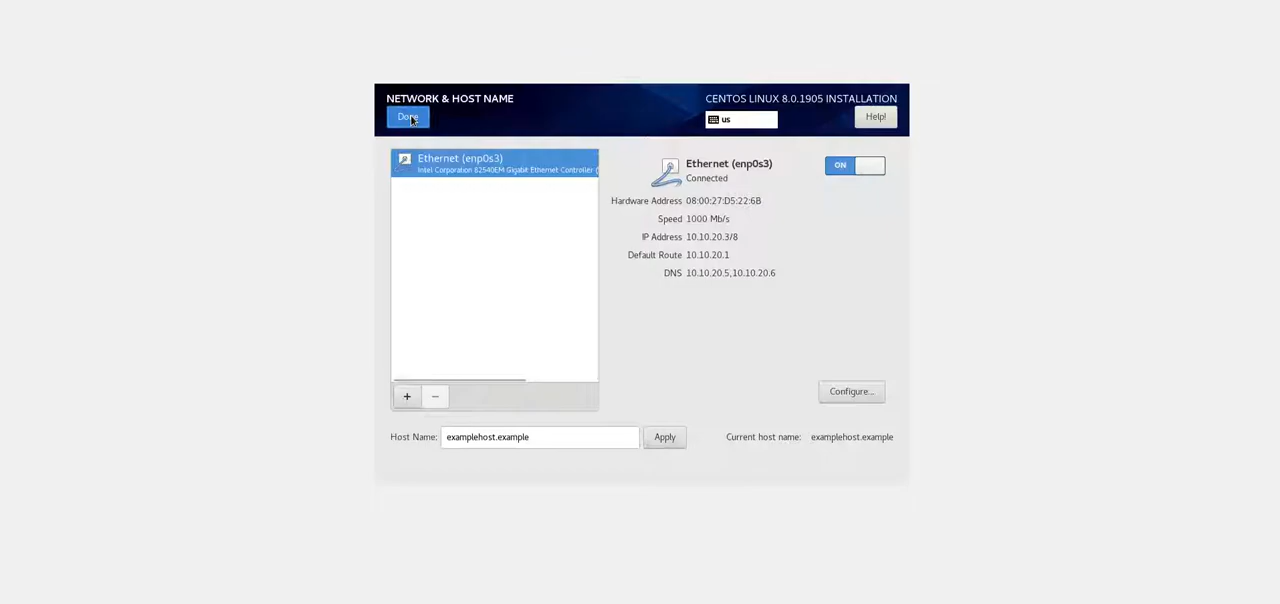 NETWORK & HOST NAME
CENTOS LINUX 8.0.1905 INSTALLATION
Done
us
Help!
Ethernet (enp0s3)
Intel Corporation 82540EM Gigabit Ethernet Controller (
Ethernet (enp0s3)
Connected
ON
Hardware Address 08:00:27:D5:22:6B
Speed 1000 Mb/s
IP Address 10.10.20.3/8
Default Route 10.10.20.1
DNS 10.10.20.5,10.10.20.6
+ −
Configure...
Host Name: examplehost.example Apply Current host name: examplehost.example